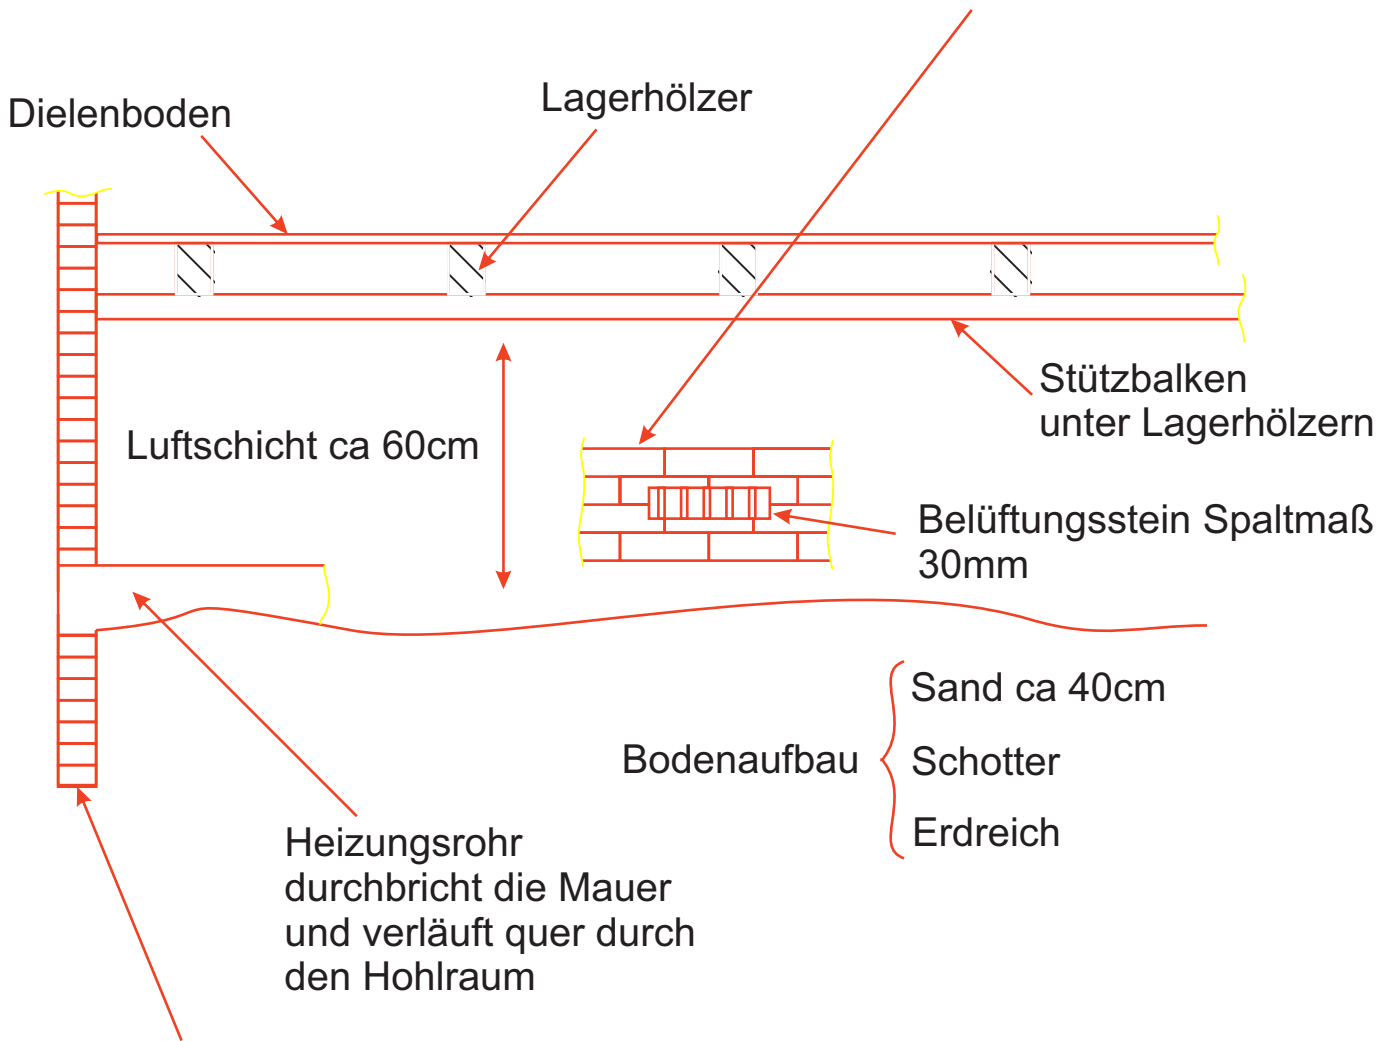 Dielenboden
Lagerhölzer
Stützbalken
unter Lagerhölzern
Luftschicht ca 60cm
Belüftungsstein Spaltmaß
30mm
Bodenaufbau
Sand ca 40cm
Schotter
Erdreich
Heizungsrohr
durchbricht die Mauer
und verläuft quer durch
den Hohlraum